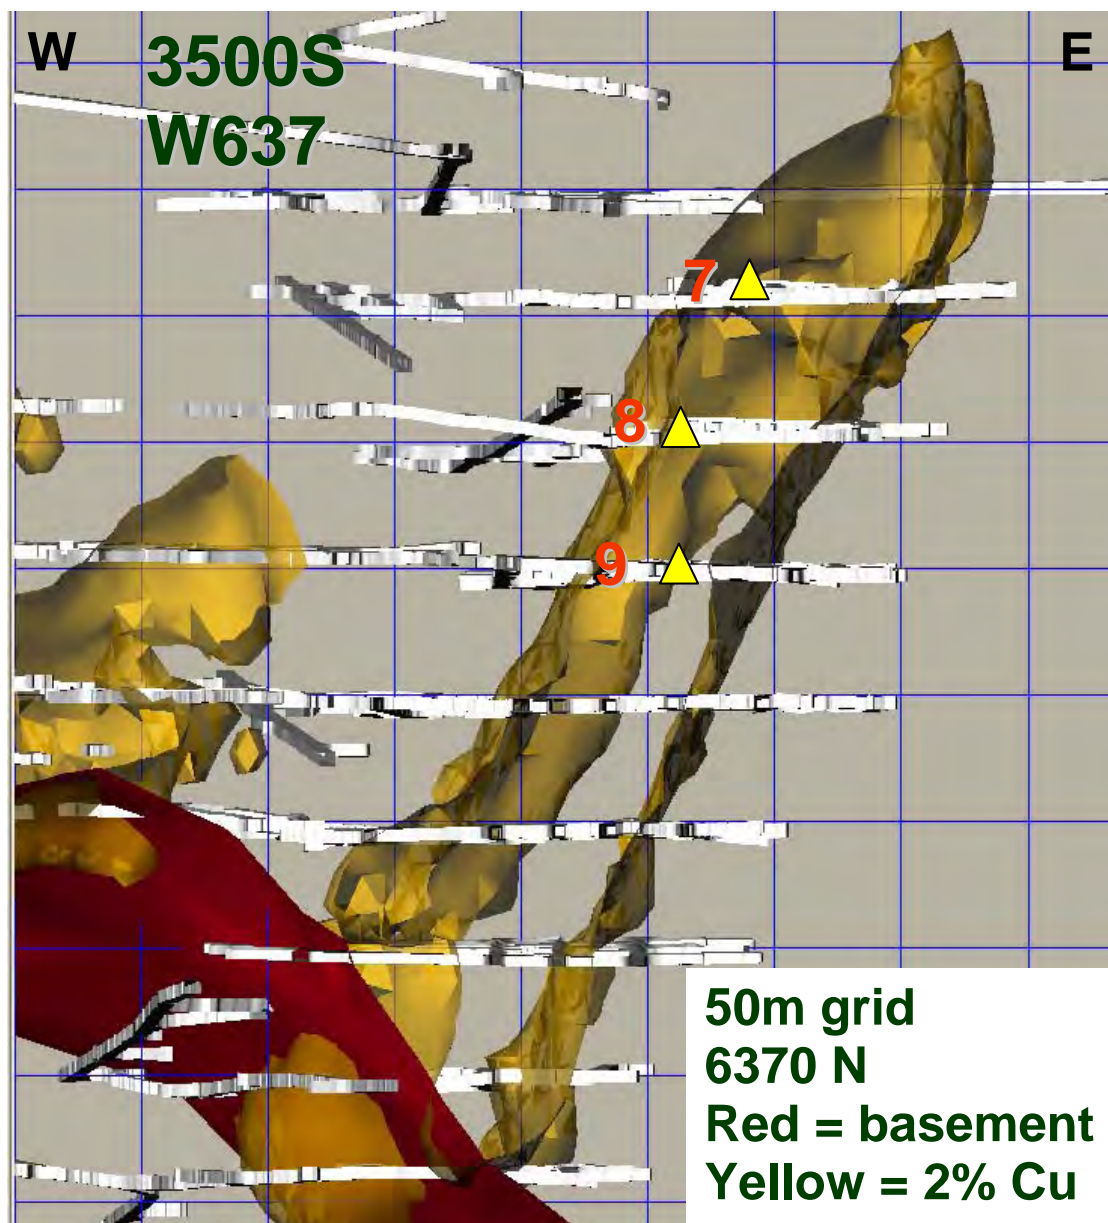 W
E
3500S
W637
7
8
9
50m grid
6370 N
Red = basement
Yellow = 2% Cu